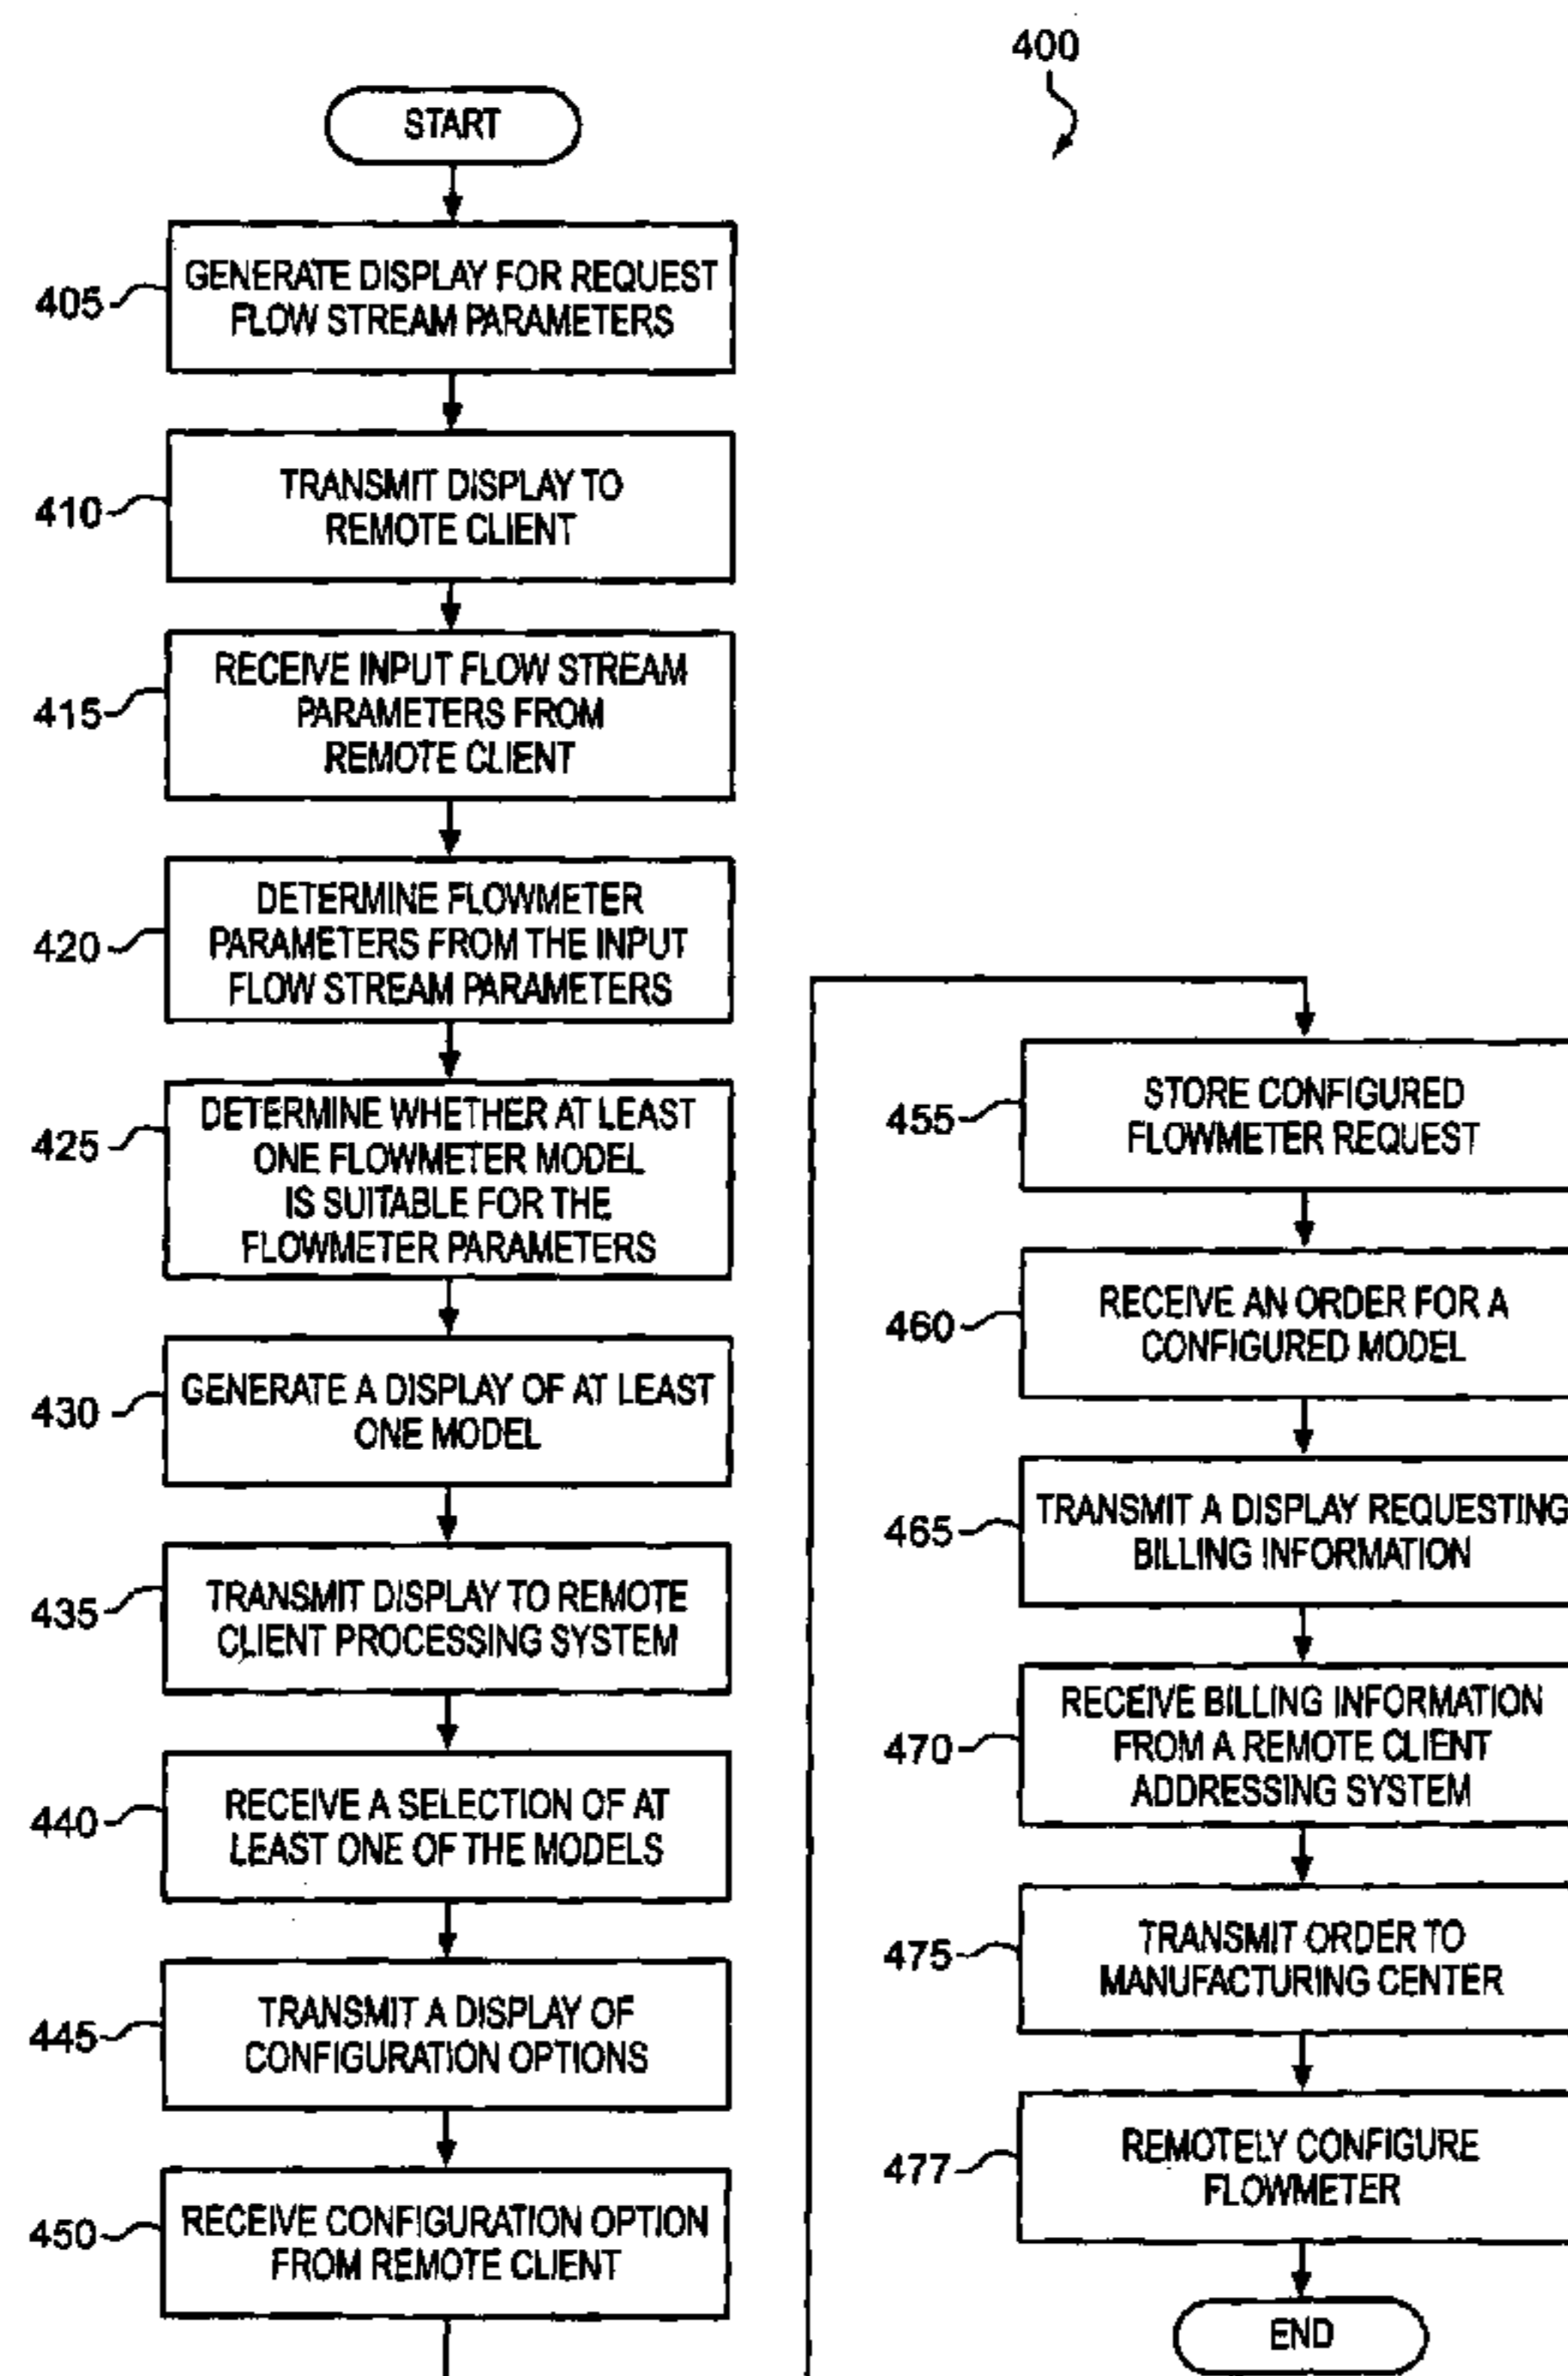 400
START
405
GENERATE DISPLAY FOR REQUEST
FLOW STREAM PARAMETERS
410
TRANSMIT DISPLAY TO
REMOTE CLIENT
415
RECEIVE INPUT FLOW STREAM
PARAMETERS FROM
REMOTE CLIENT
420
DETERMINE FLOWMETER
PARAMETERS FROM THE INPUT
FLOW STREAM PARAMETERS
425
DETERMINE WHETHER AT LEAST
ONE FLOWMETER MODEL
IS SUITABLE FOR THE
FLOWMETER PARAMETERS
430
GENERATE A DISPLAY OF AT LEAST
ONE MODEL
435
TRANSMIT DISPLAY TO REMOTE
CLIENT PROCESSING SYSTEM
440
RECEIVE A SELECTION OF AT
LEAST ONE OF THE MODELS
445
TRANSMIT A DISPLAY OF
CONFIGURATION OPTIONS
450
RECEIVE CONFIGURATION OPTION
FROM REMOTE CLIENT
455
STORE CONFIGURED
FLOWMETER REQUEST
460
RECEIVE AN ORDER FOR A
CONFIGURED MODEL
465
TRANSMIT A DISPLAY REQUESTING
BILLING INFORMATION
470
RECEIVE BILLING INFORMATION
FROM A REMOTE CLIENT
ADDRESSING SYSTEM
475
TRANSMIT ORDER TO
MANUFACTURING CENTER
477
REMOTELY CONFIGURE
FLOWMETER
END